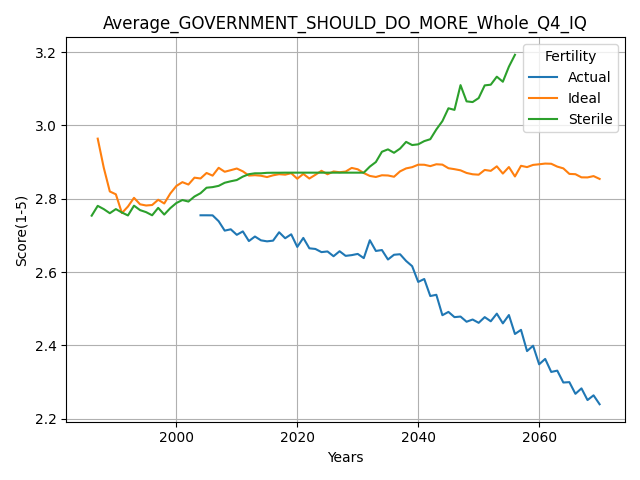 Average_GOVERNMENT_SHOULD_DO_MORE_Whole_Q4_IQ
Score(1-5)
3.2
3.0
2.8
2.6
2.4
2.2
Fertility
Actual
Ideal
Sterile
2000
2020
2040
2060
Years